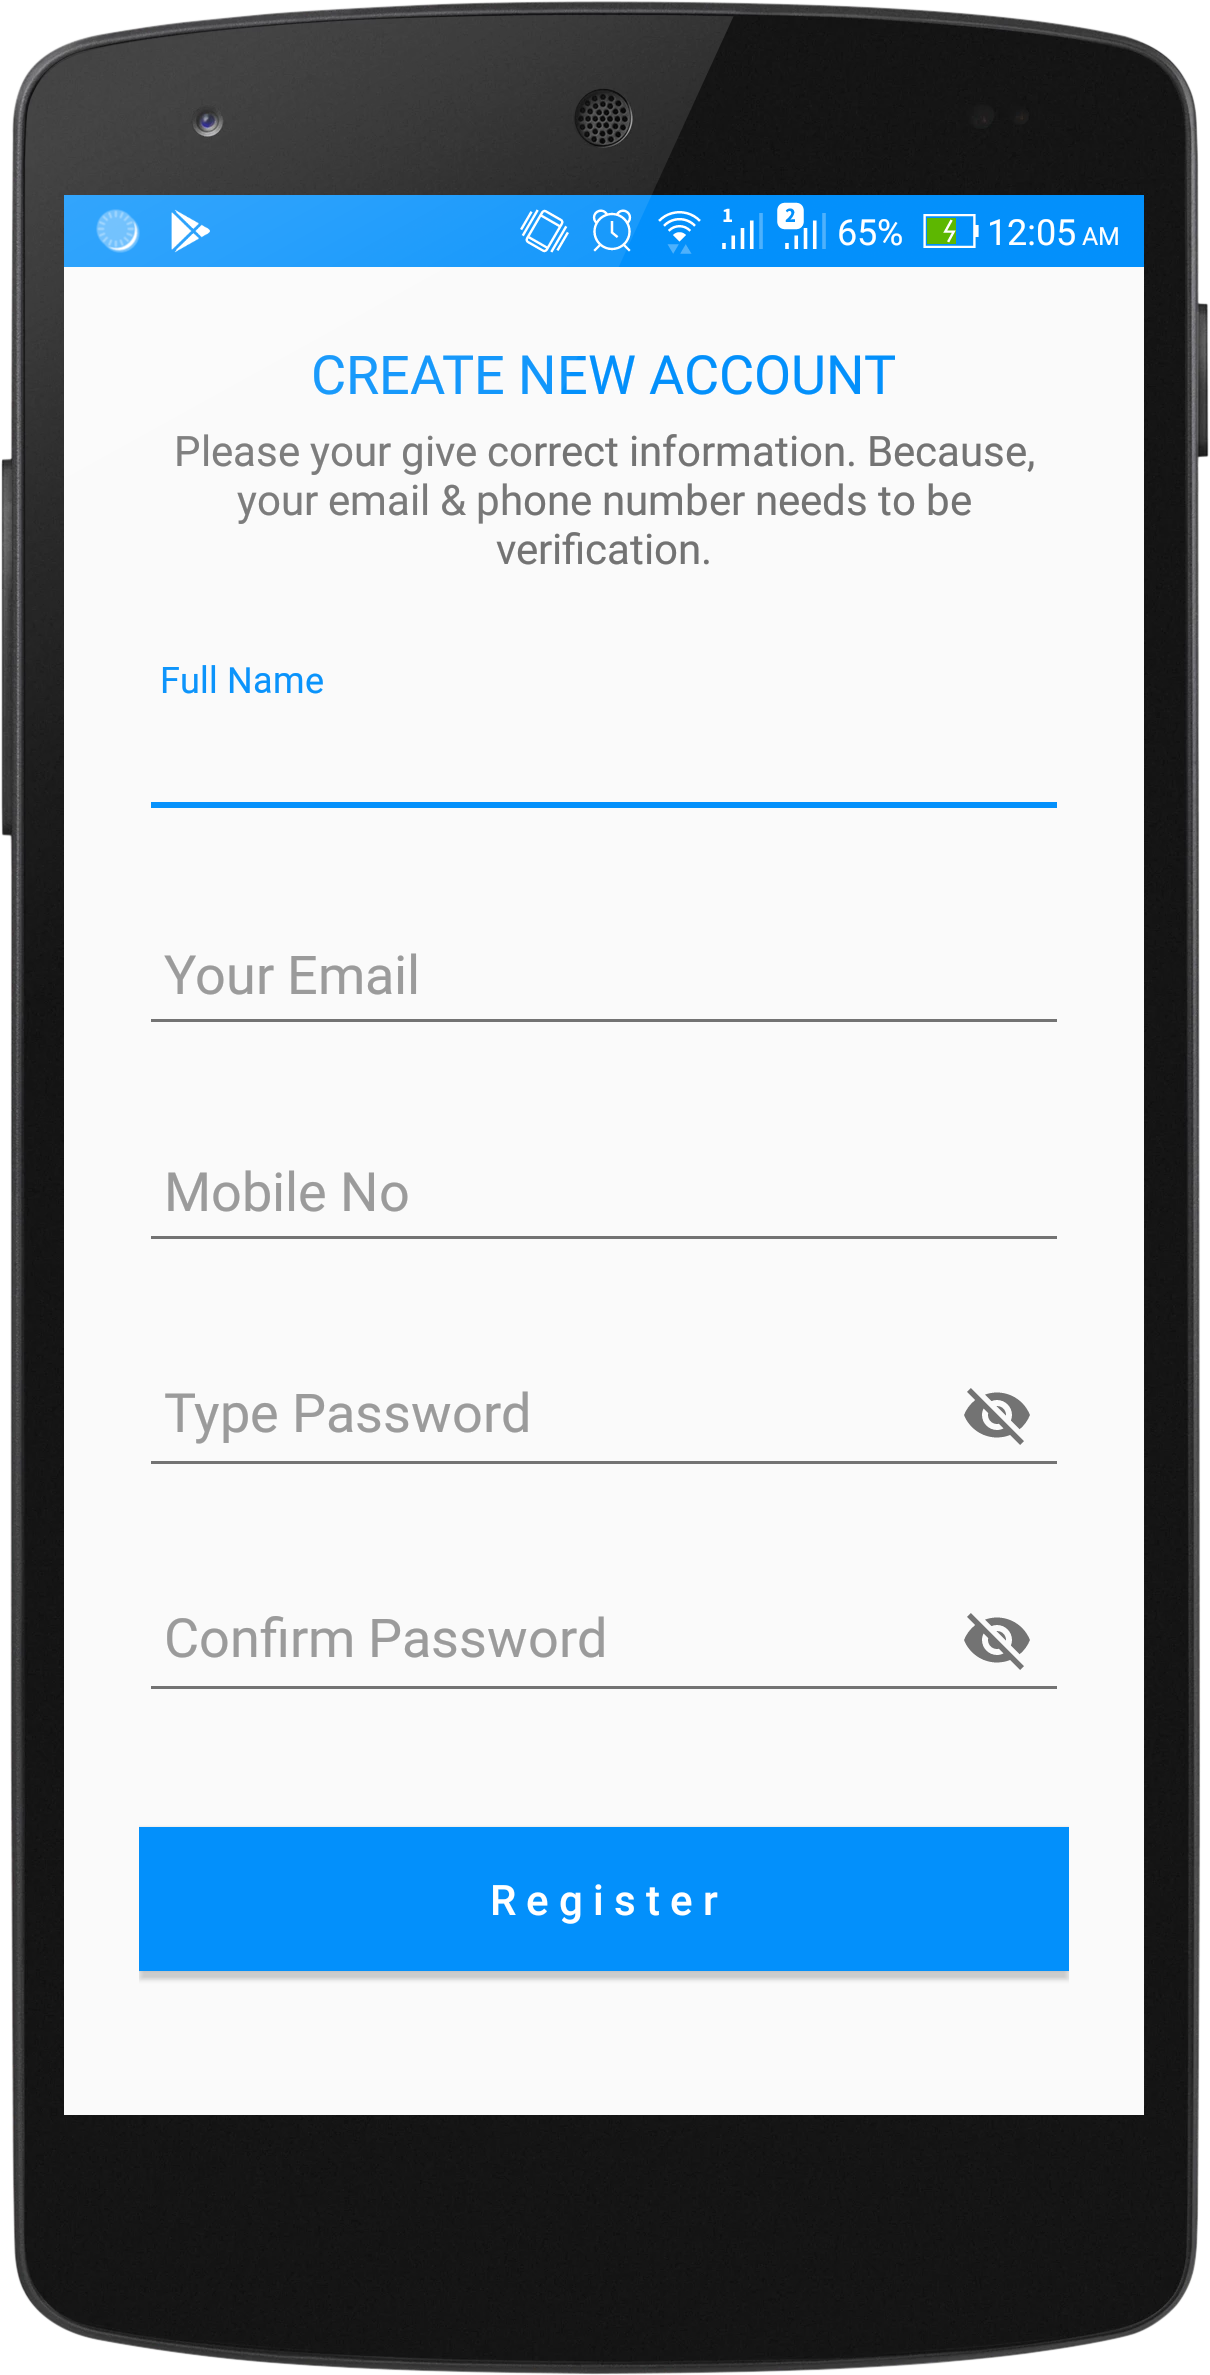 1 2 65% 12:05 AM
CREATE NEW ACCOUNT
Please your give correct information. Because,
your email & phone number needs to be
verification.
Full Name
Your Email
Mobile No
Type Password
Confirm Password
Register